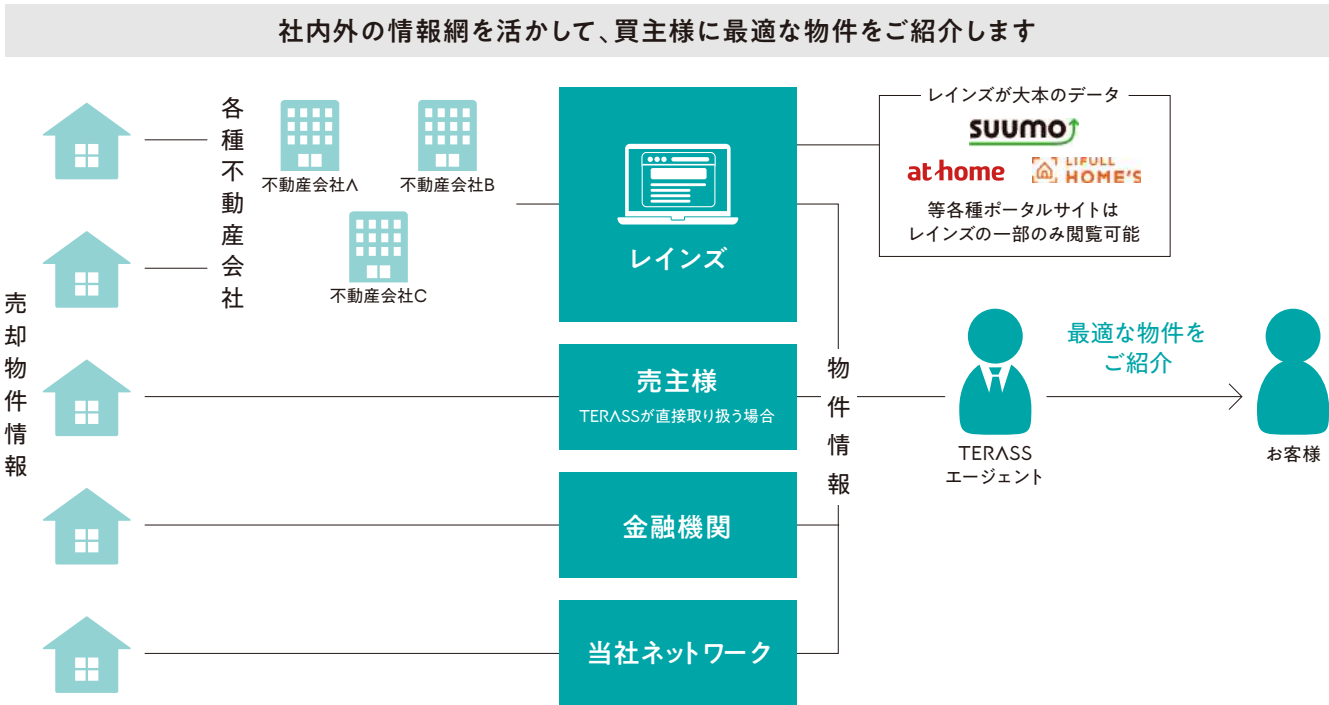 社内外の情報網を活かして、買主様に最適な物件をご紹介します
売却物件情報
各種不動産会社
不動産会社A
不動産会社B
不動産会社C
レインズ
レインズが大本のデータ
suumo
at home
LIFULL
HOME'S
等各種ポータルサイトは
レインズの一部のみ閲覧可能
売主様
TERASSが直接取り扱う場合
金融機関
当社ネットワーク
物件情報
TERASS
エージェント
最適な物件を
ご紹介
お客様